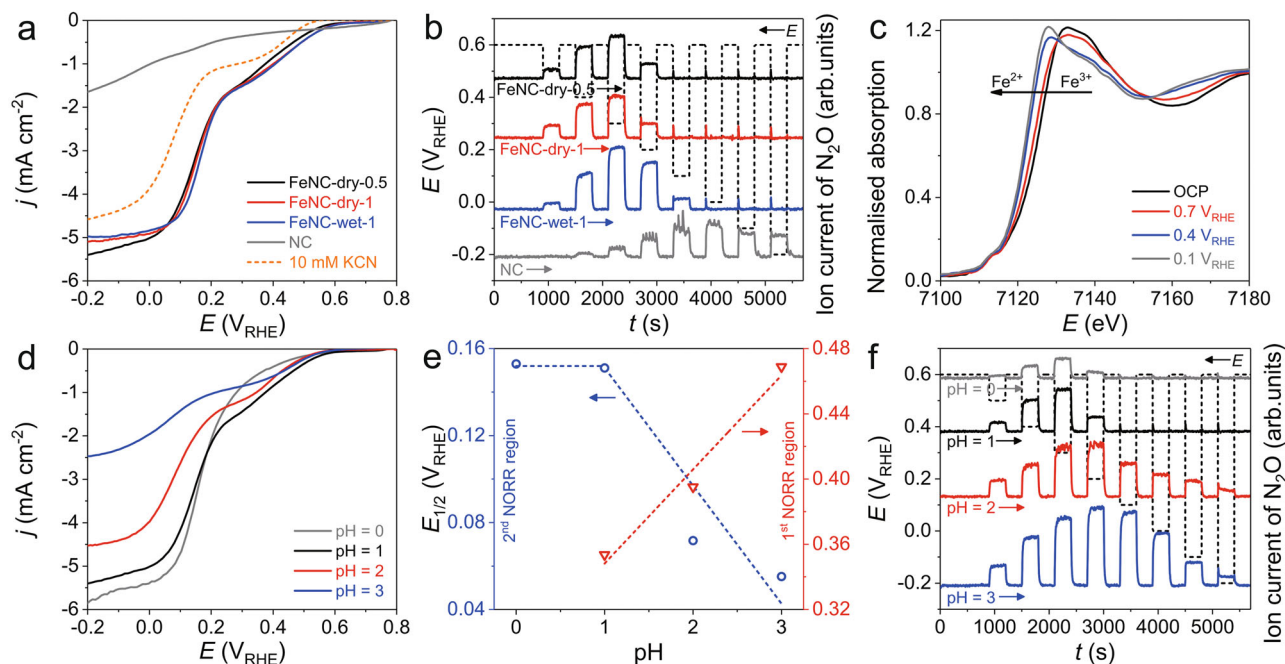 a
0
-1
-2
-3
-4
-5
-6
j (mA cm⁻²)
FeNC-dry-0.5
FeNC-dry-1
FeNC-wet-1
NC
10 mM KCN
-0.2 0.0 0.2 0.4 0.6 0.8
E (V_RHE)
b
E
0.6
0.4
0.2
0.0
-0.2
E (V_RHE)
FeNC-dry-0.5
FeNC-dry-1
FeNC-wet-1
NC
0 1000 2000 3000 4000 5000
t (s)
Ion current of N₂O (arb.units)
c
1.2
0.9
0.6
0.3
0.0
Normalised absorption
Fe²⁺ Fe³⁺
OCP
0.7 V_RHE
0.4 V_RHE
0.1 V_RHE
7100 7120 7140 7160 7180
E (eV)
d
0
-1
-2
-3
-4
-5
-6
j (mA cm⁻²)
pH = 0
pH = 1
pH = 2
pH = 3
-0.2 0.0 0.2 0.4 0.6 0.8
E (V_RHE)
e
0.16
0.12
0.08
0.04
E₁/₂ (V_RHE)
2ⁿᵈ NORR region
1ˢᵗ NORR region
0.48
0.44
0.40
0.36
0.32
0 1 2 3
pH
f
E
0.6
0.4
0.2
0.0
-0.2
E (V_RHE)
pH = 0
pH = 1
pH = 2
pH = 3
0 1000 2000 3000 4000 5000
t (s)
Ion current of N₂O (arb.units)